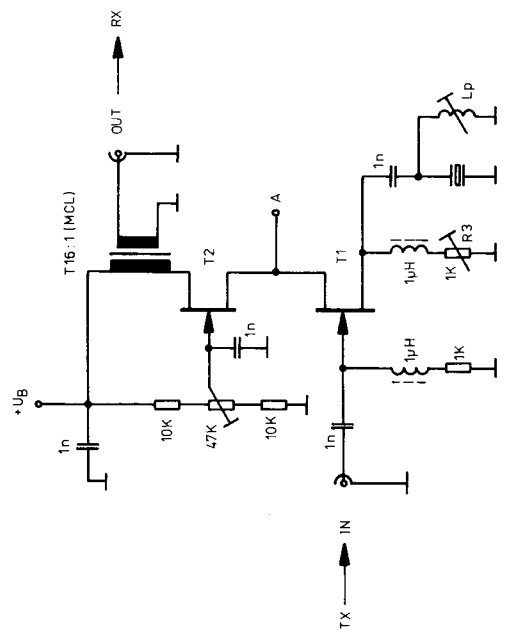 TX
IN
OUT
RX
T16:1 (MCL)
+U_B
1n
10K
47K
10K
T2
1n
A
T1
1n
1µH
1K
1µH
1K
R3
1n
Lp